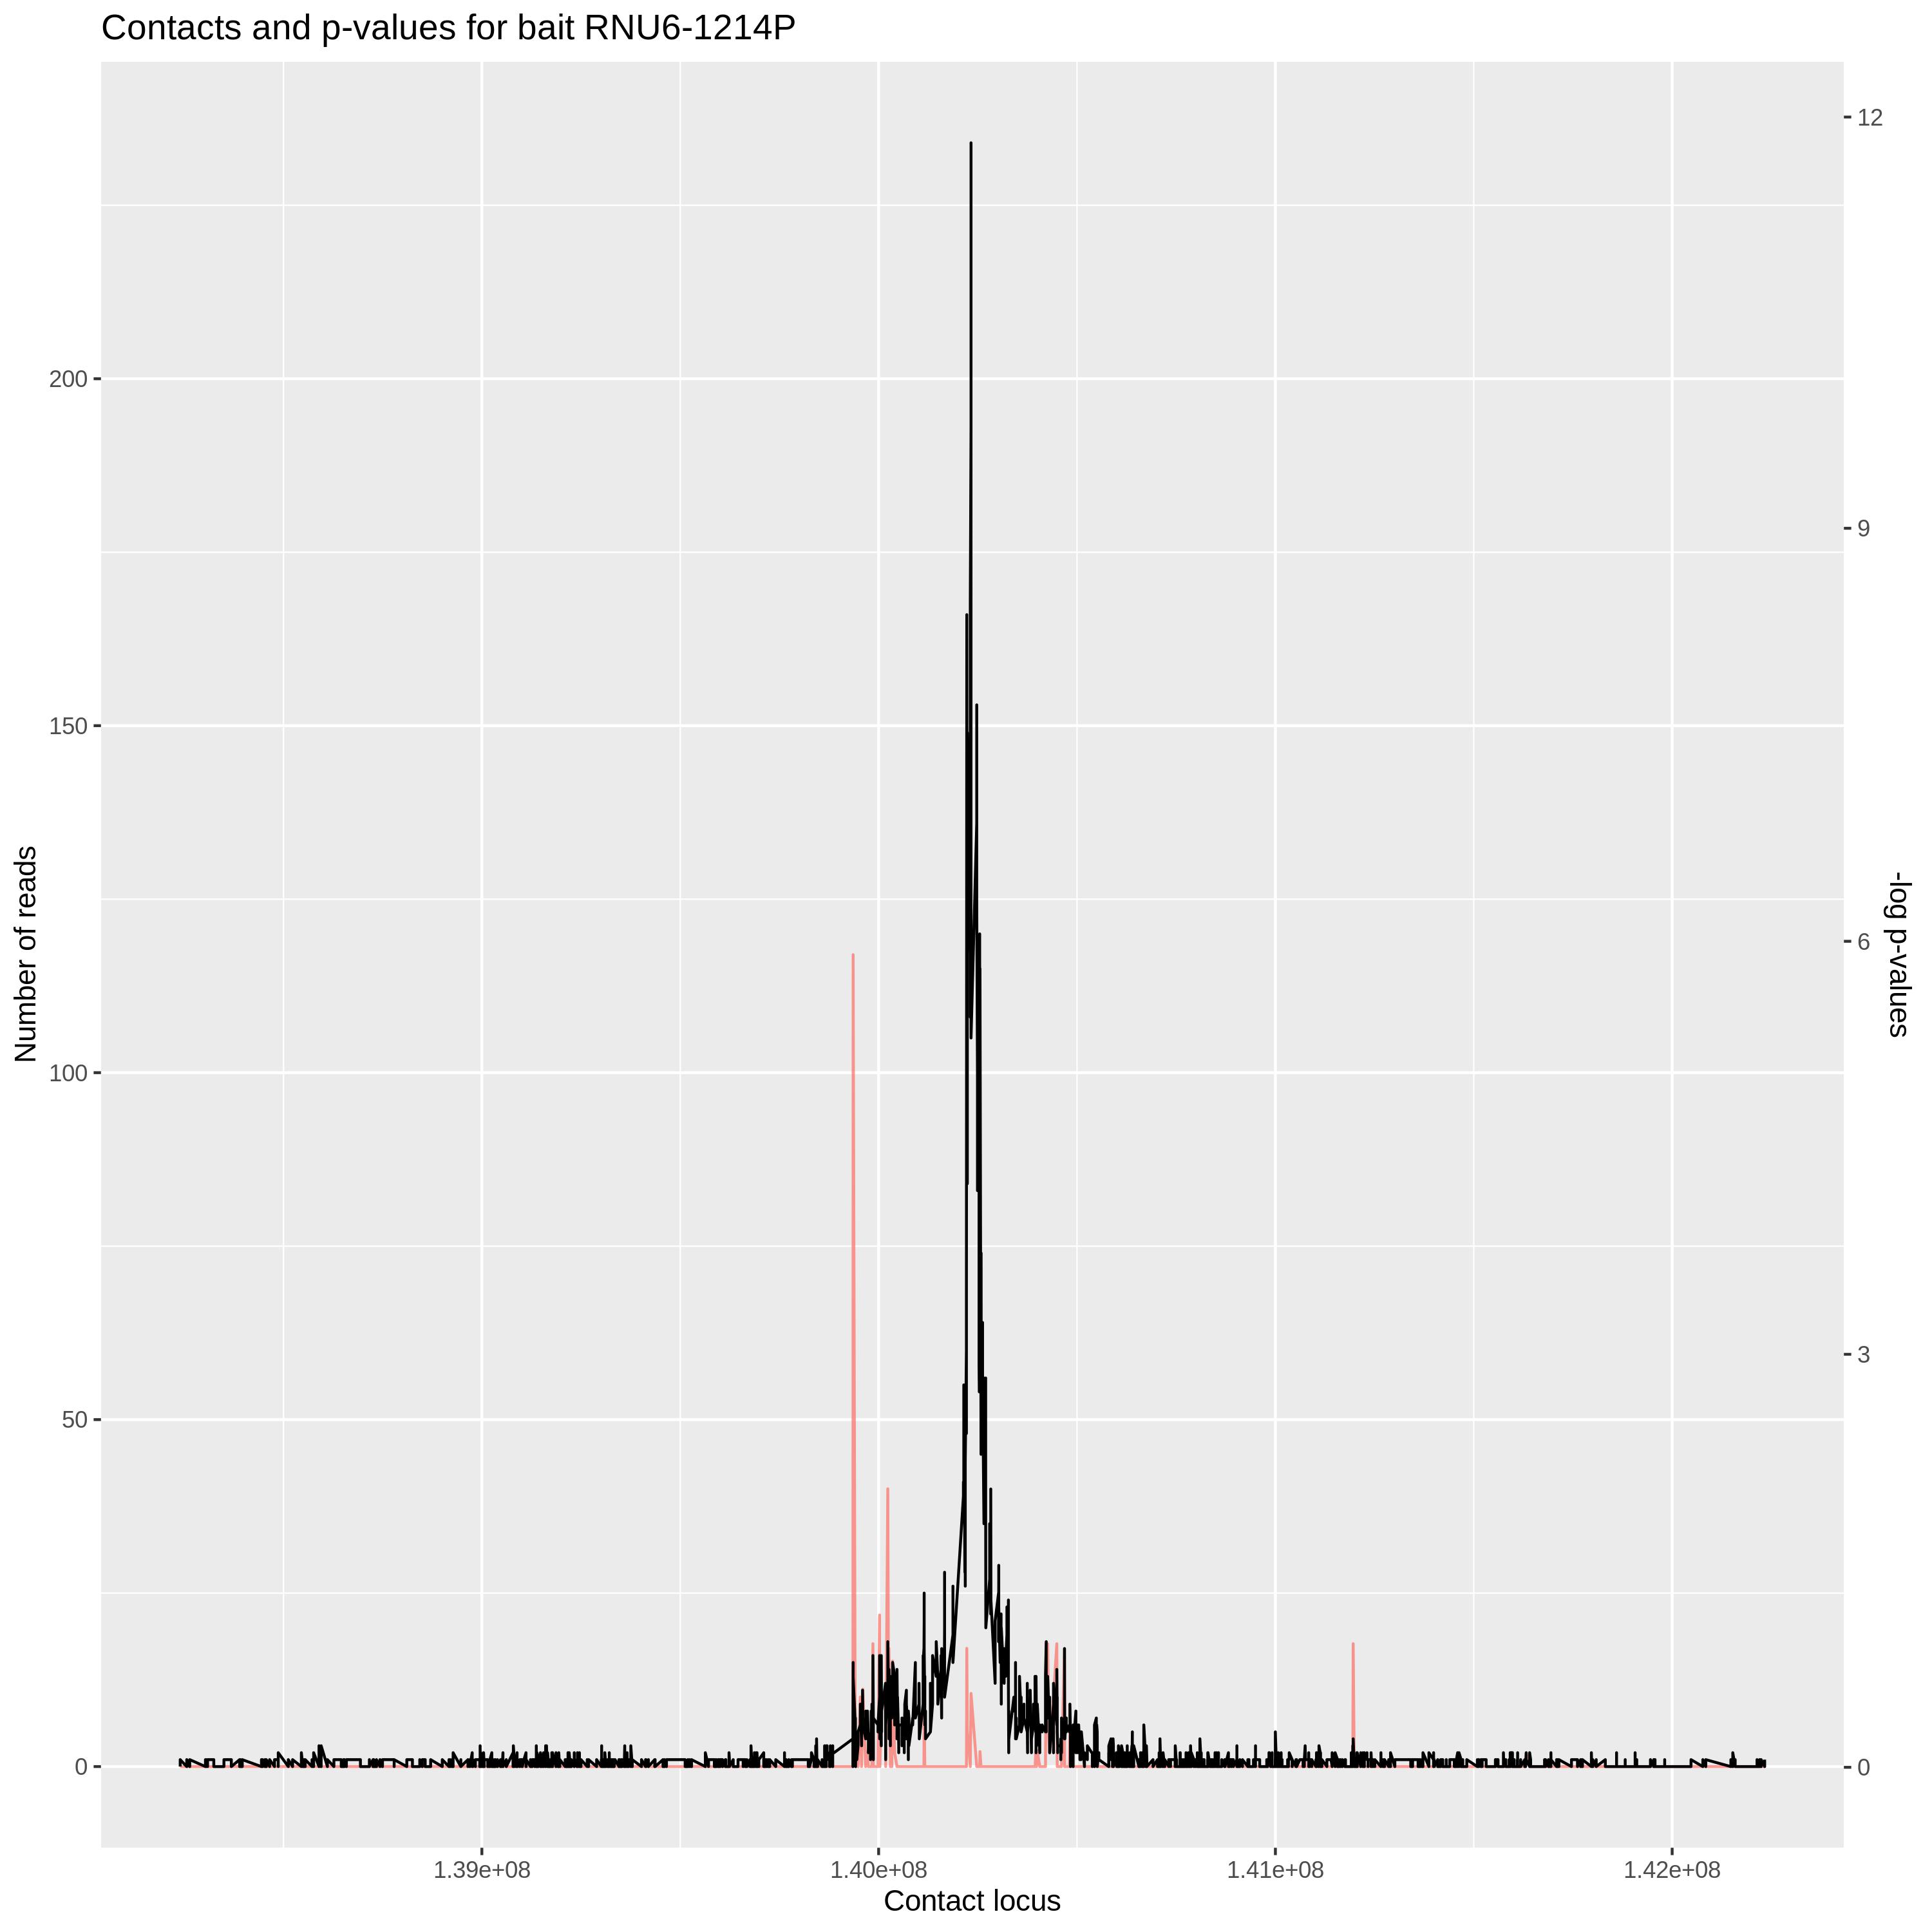 Contacts and p-values for bait RNU6-1214P
12
200
9
150
6
Number of reads
-log p-values
100
3
50
0
0
1.39e+08
1.40e+08
1.41e+08
1.42e+08
Contact locus